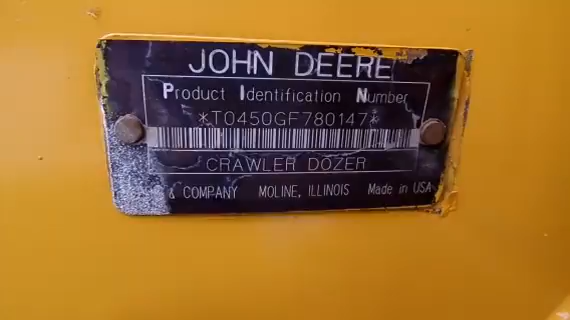 JOHN DEERE
Product Identification Number
*T0450GF780147*
CRAWLER DOZER
& COMPANY MOLINE, ILLINOIS Made in USA